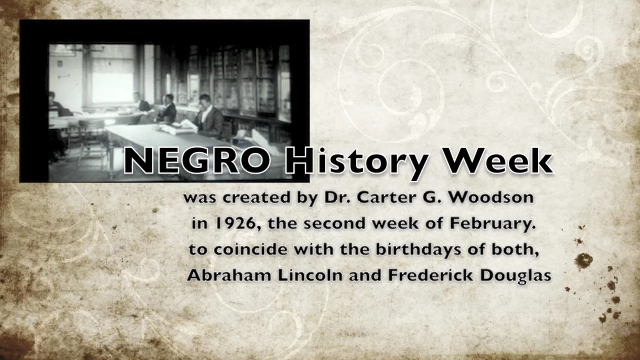 NEGRO History Week
was created by Dr. Carter G. Woodson
in 1926, the second week of February.
to coincide with the birthdays of both,
Abraham Lincoln and Frederick Douglas